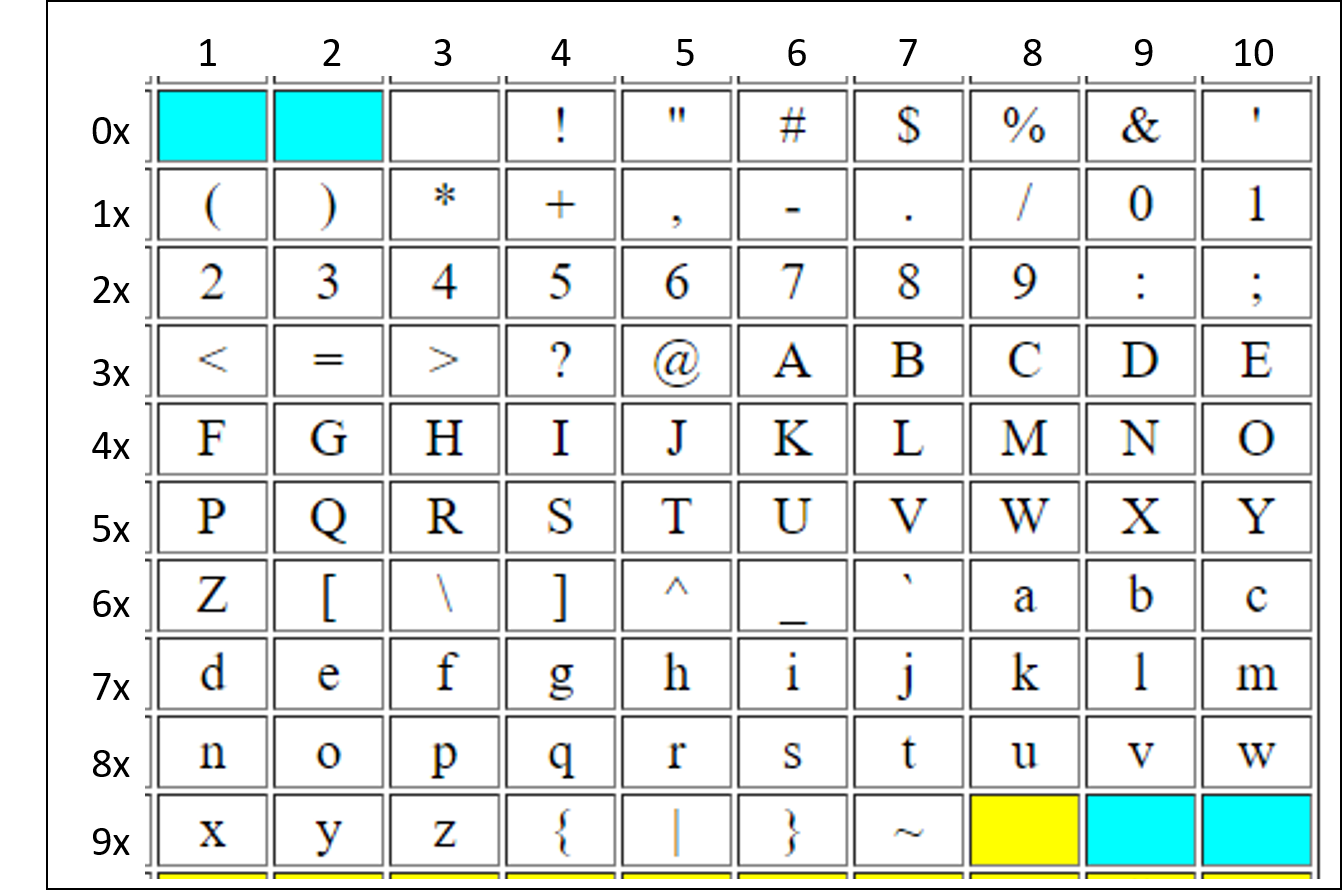 1 2 3 4 5 6 7 8 9 10
0x ! " # $ % & '
1x ( ) * + , - . / 0 1
2x 2 3 4 5 6 7 8 9 : ;
3x < = > ? @ A B C D E
4x F G H I J K L M N O
5x P Q R S T U V W X Y
6x Z [ \ ] ^ _ ` a b c
7x d e f g h i j k l m
8x n o p q r s t u v w
9x x y z { | } ~